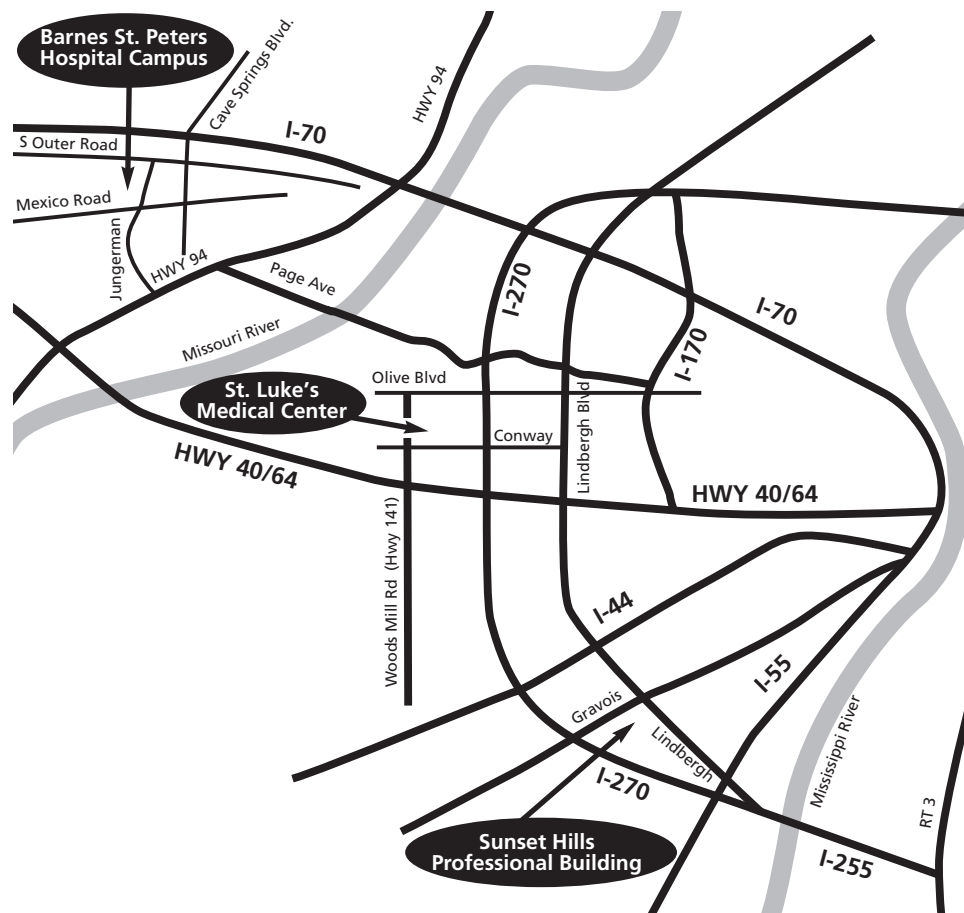 Barnes St. Peters
Hospital Campus
Cave Springs Blvd.
HWY 94
I-70
S Outer Road
Mexico Road
Jungerman
HWY 94
Page Ave
I-270
I-70
Missouri River
I-170
St. Luke's
Medical Center
Olive Blvd
Lindbergh Blvd
Conway
HWY 40/64
HWY 40/64
Woods Mill Rd (Hwy 141)
I-44
I-55
Gravois
Lindbergh
Mississippi River
I-270
RT 3
Sunset Hills
Professional Building
I-255